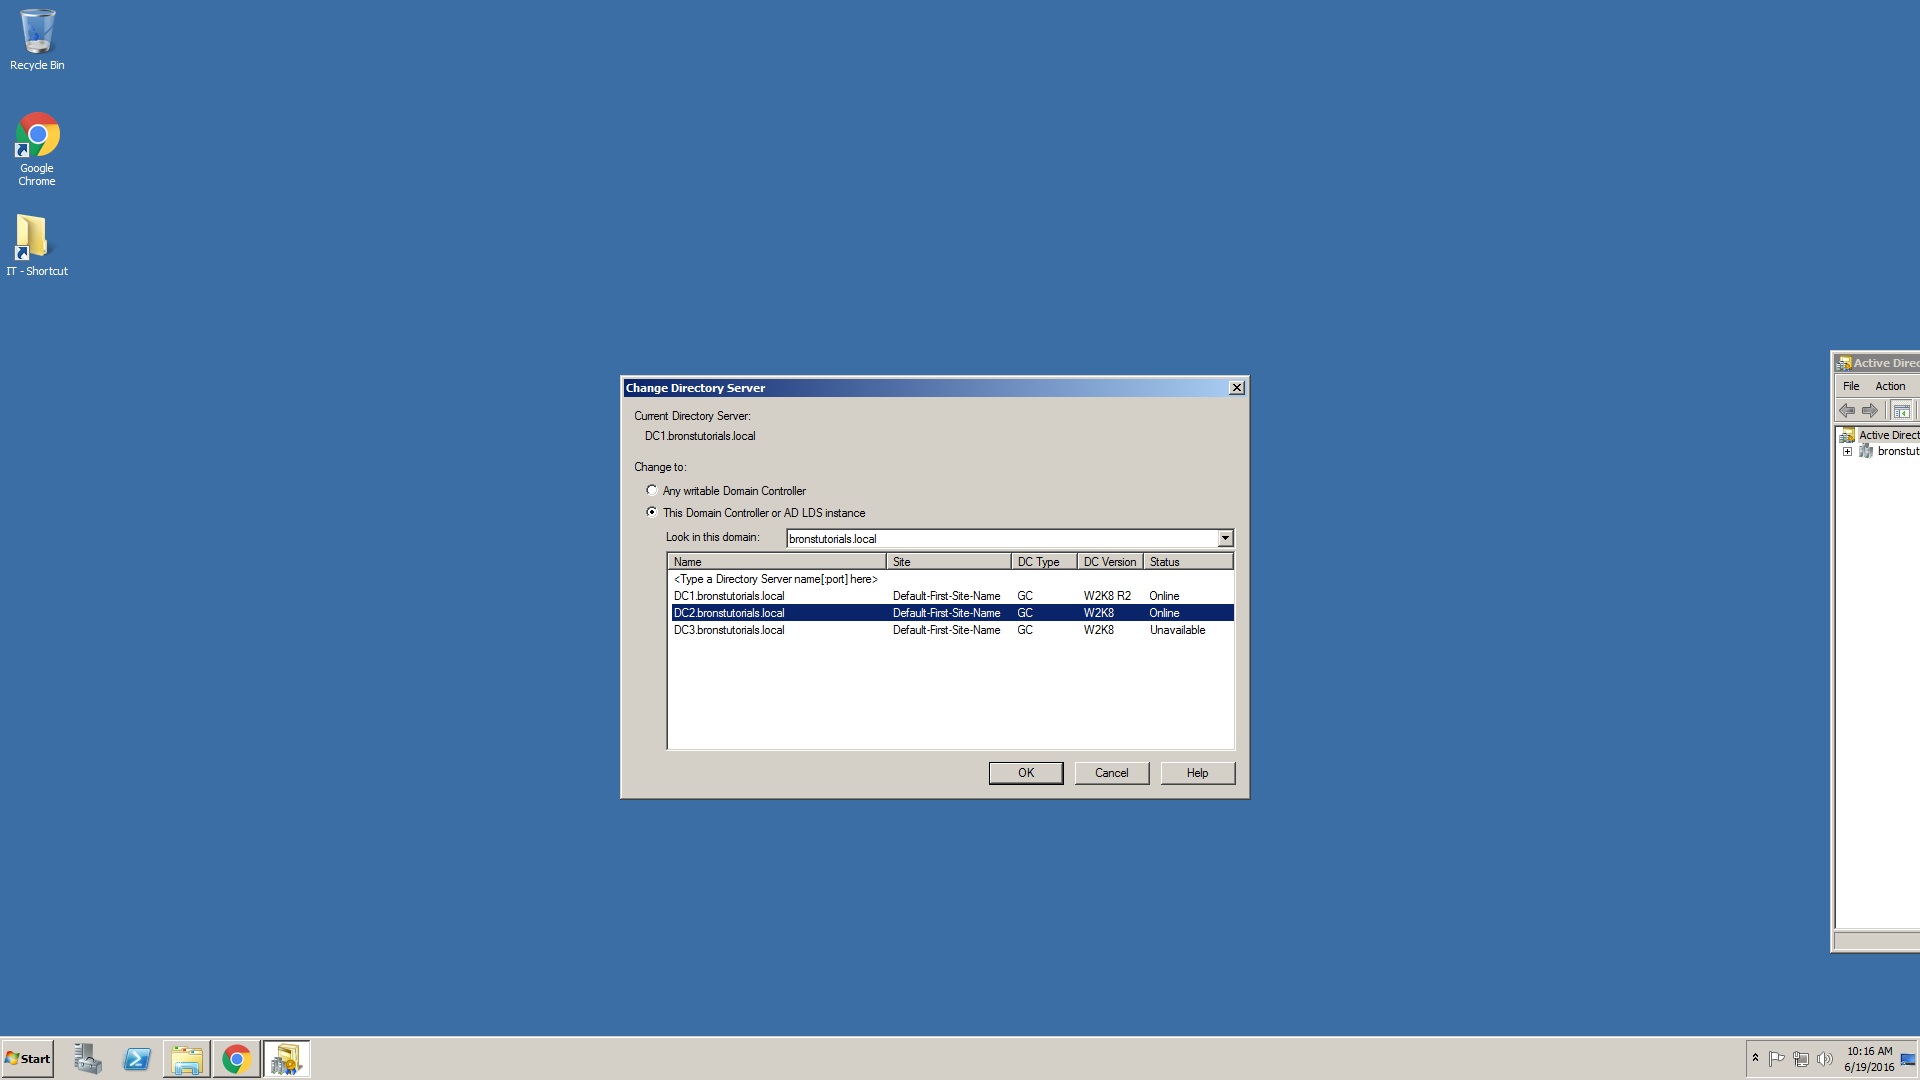 Recycle Bin
Google
Chrome
IT - Shortcut
Change Directory Server
Current Directory Server:
DC1.bronstutorials.local
Change to:
Any writable Domain Controller
This Domain Controller or AD LDS instance
Look in this domain: bronstutorials.local
Name Site DC Type DC Version Status
<Type a Directory Server name[:port] here>
DC1.bronstutorials.local Default-First-Site-Name GC W2K8 R2 Online
DC2.bronstutorials.local Default-First-Site-Name GC W2K8 Online
DC3.bronstutorials.local Default-First-Site-Name GC W2K8 Unavailable
OK Cancel Help
Active Direc
File Action
Active Direct
bronstut
Start
10:16 AM
6/19/2016